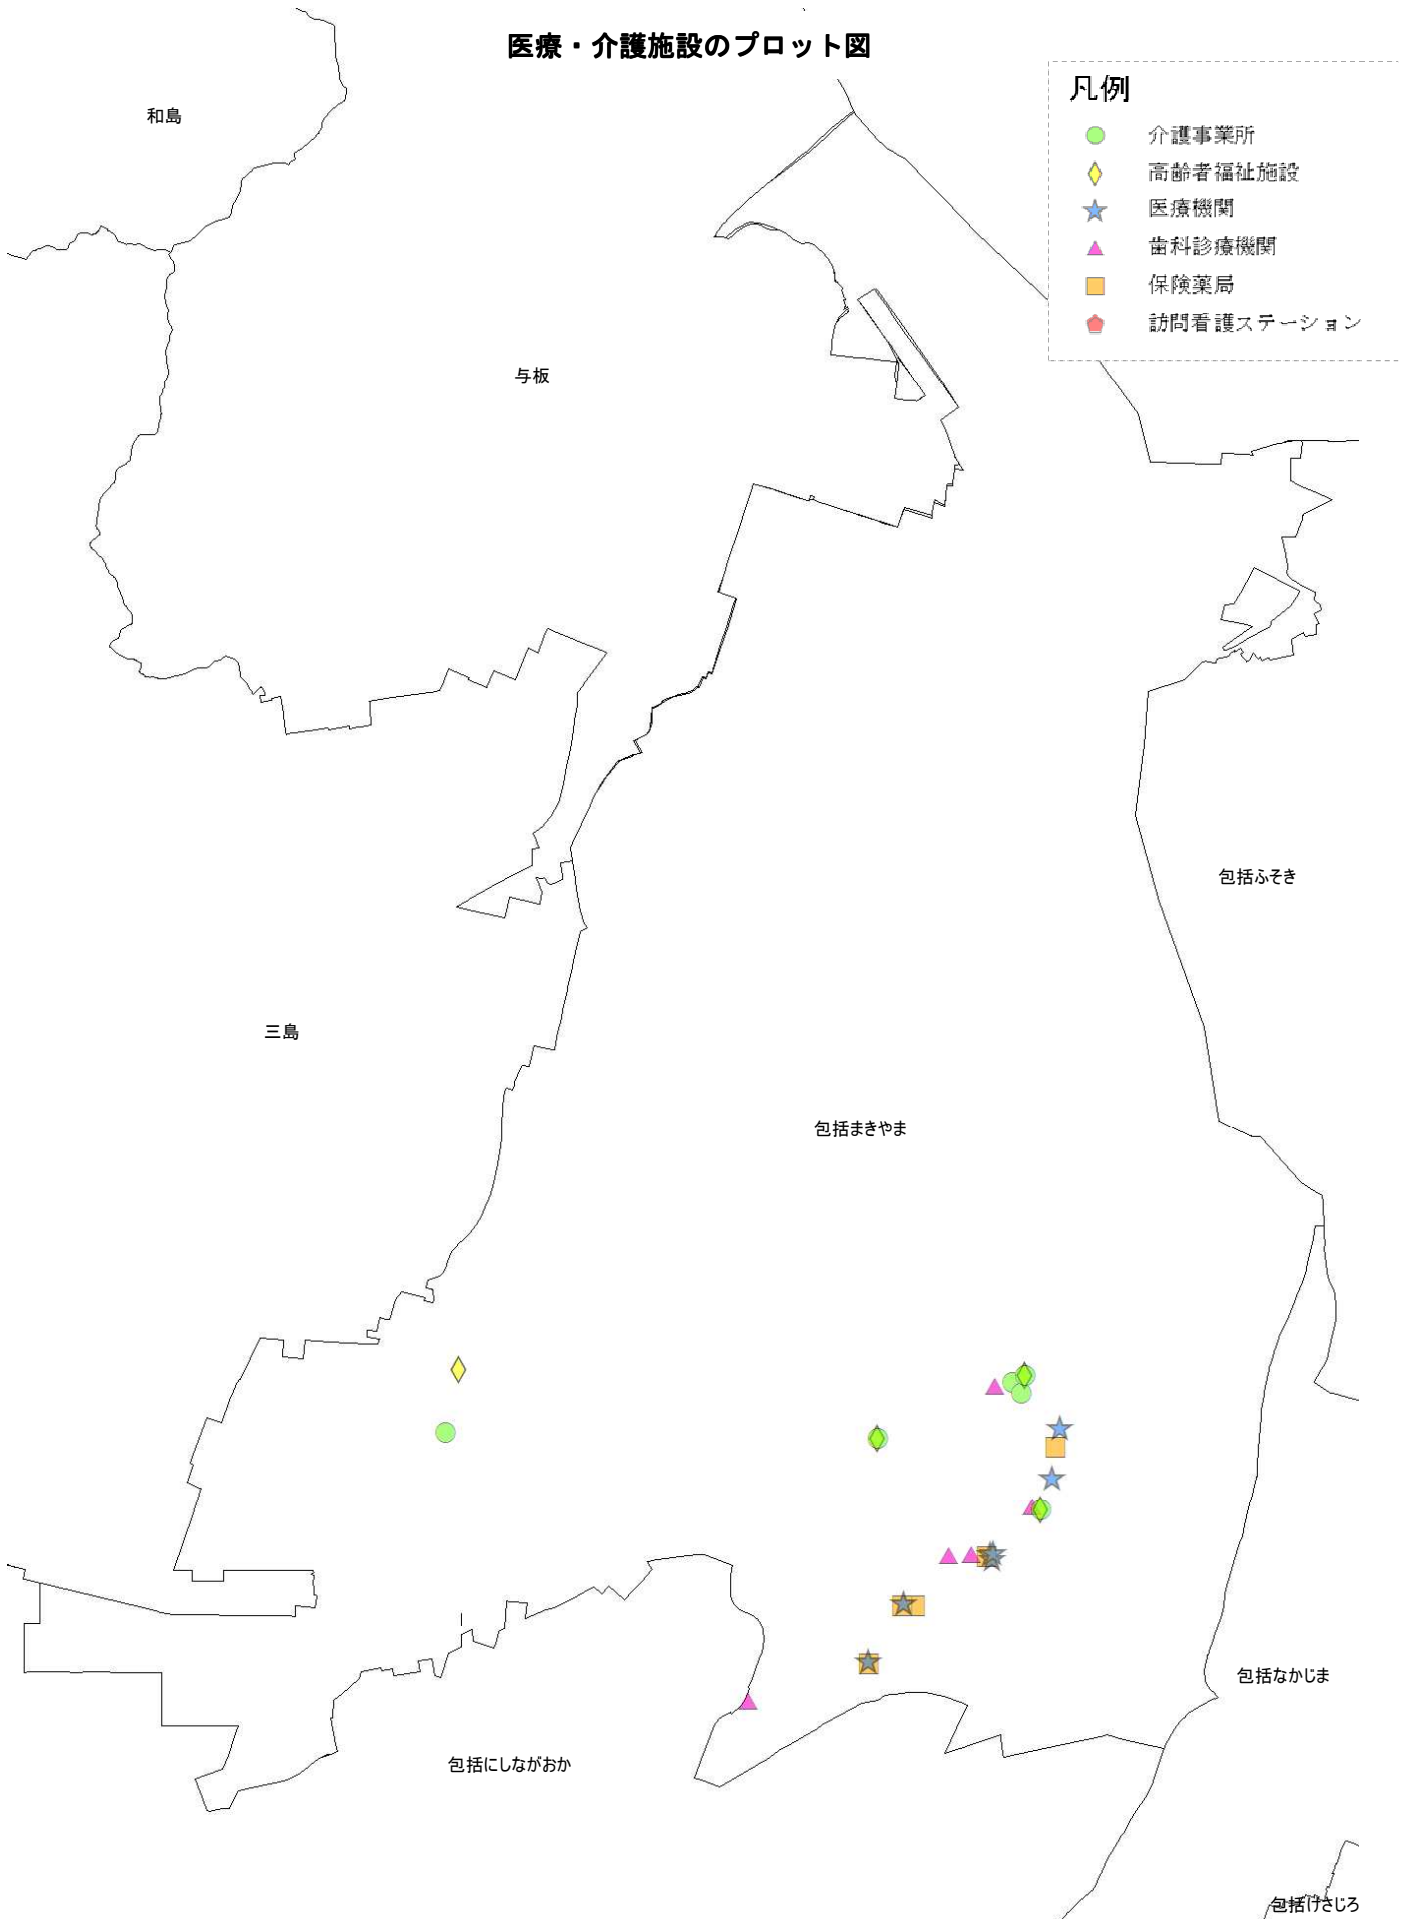 医療・介護施設のプロット図
凡例
介護事業所
高齢者福祉施設
医療機関
歯科診療機関
保険薬局
訪問看護ステーション
和島
与板
包括ふそき
三島
包括まきやま
包括なかじま
包括にしながおか
包括けさじろ